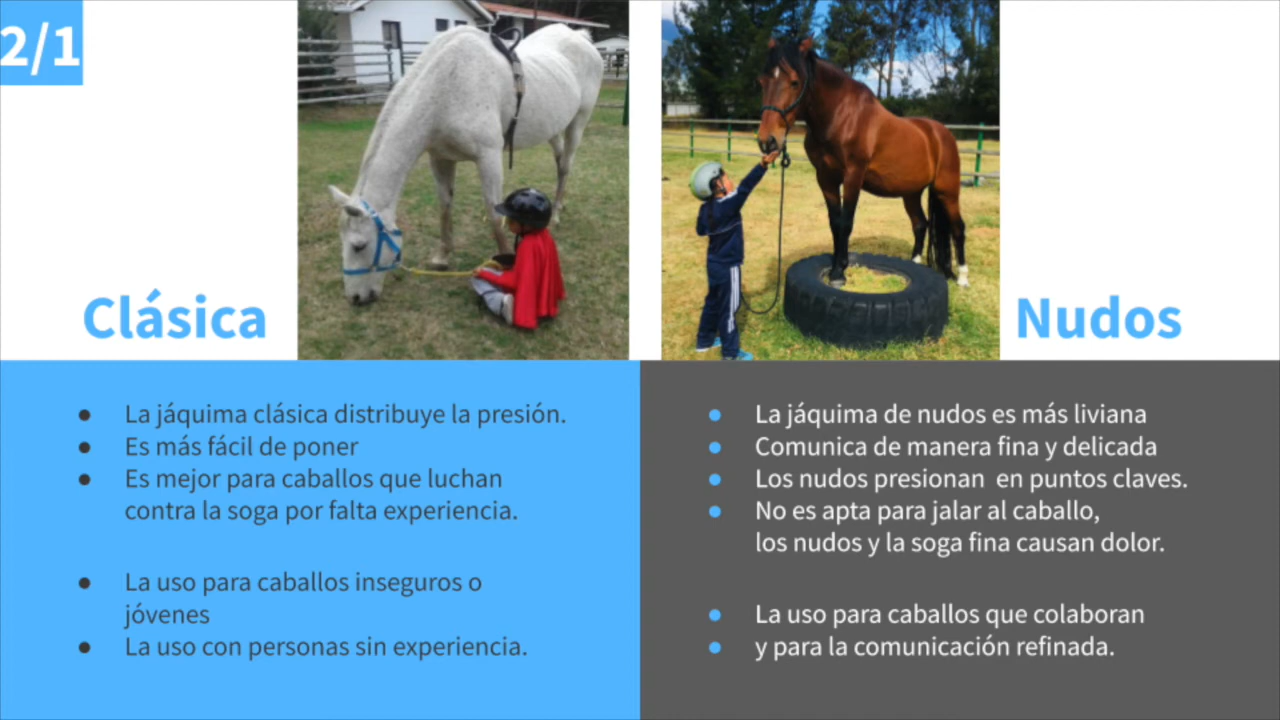 2/1
Clásica
Nudos
● La jáquima clásica distribuye la presión.
● Es más fácil de poner
● Es mejor para caballos que luchan
contra la soga por falta experiencia.
● La uso para caballos inseguros o
jóvenes
● La uso con personas sin experiencia.
● La jáquima de nudos es más liviana
● Comunica de manera fina y delicada
● Los nudos presionan  en puntos claves.
● No es apta para jalar al caballo,
los nudos y la soga fina causan dolor.
● La uso para caballos que colaboran
● y para la comunicación refinada.